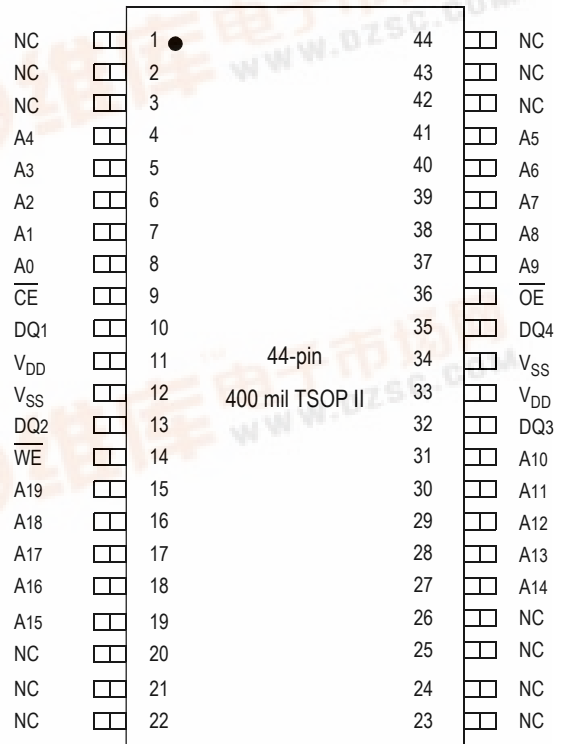 NC 1 44 NC
NC 2 43 NC
NC 3 42 NC
A4 4 41 A5
A3 5 40 A6
A2 6 39 A7
A1 7 38 A8
A0 8 37 A9
C̅E̅ 9 36 O̅E̅
DQ1 10 35 DQ4
VDD 11 44-pin 34 VSS
VSS 12 400 mil TSOP II 33 VDD
DQ2 13 32 DQ3
W̅E̅ 14 31 A10
A19 15 30 A11
A18 16 29 A12
A17 17 28 A13
A16 18 27 A14
A15 19 26 NC
NC 20 25 NC
NC 21 24 NC
NC 22 23 NC